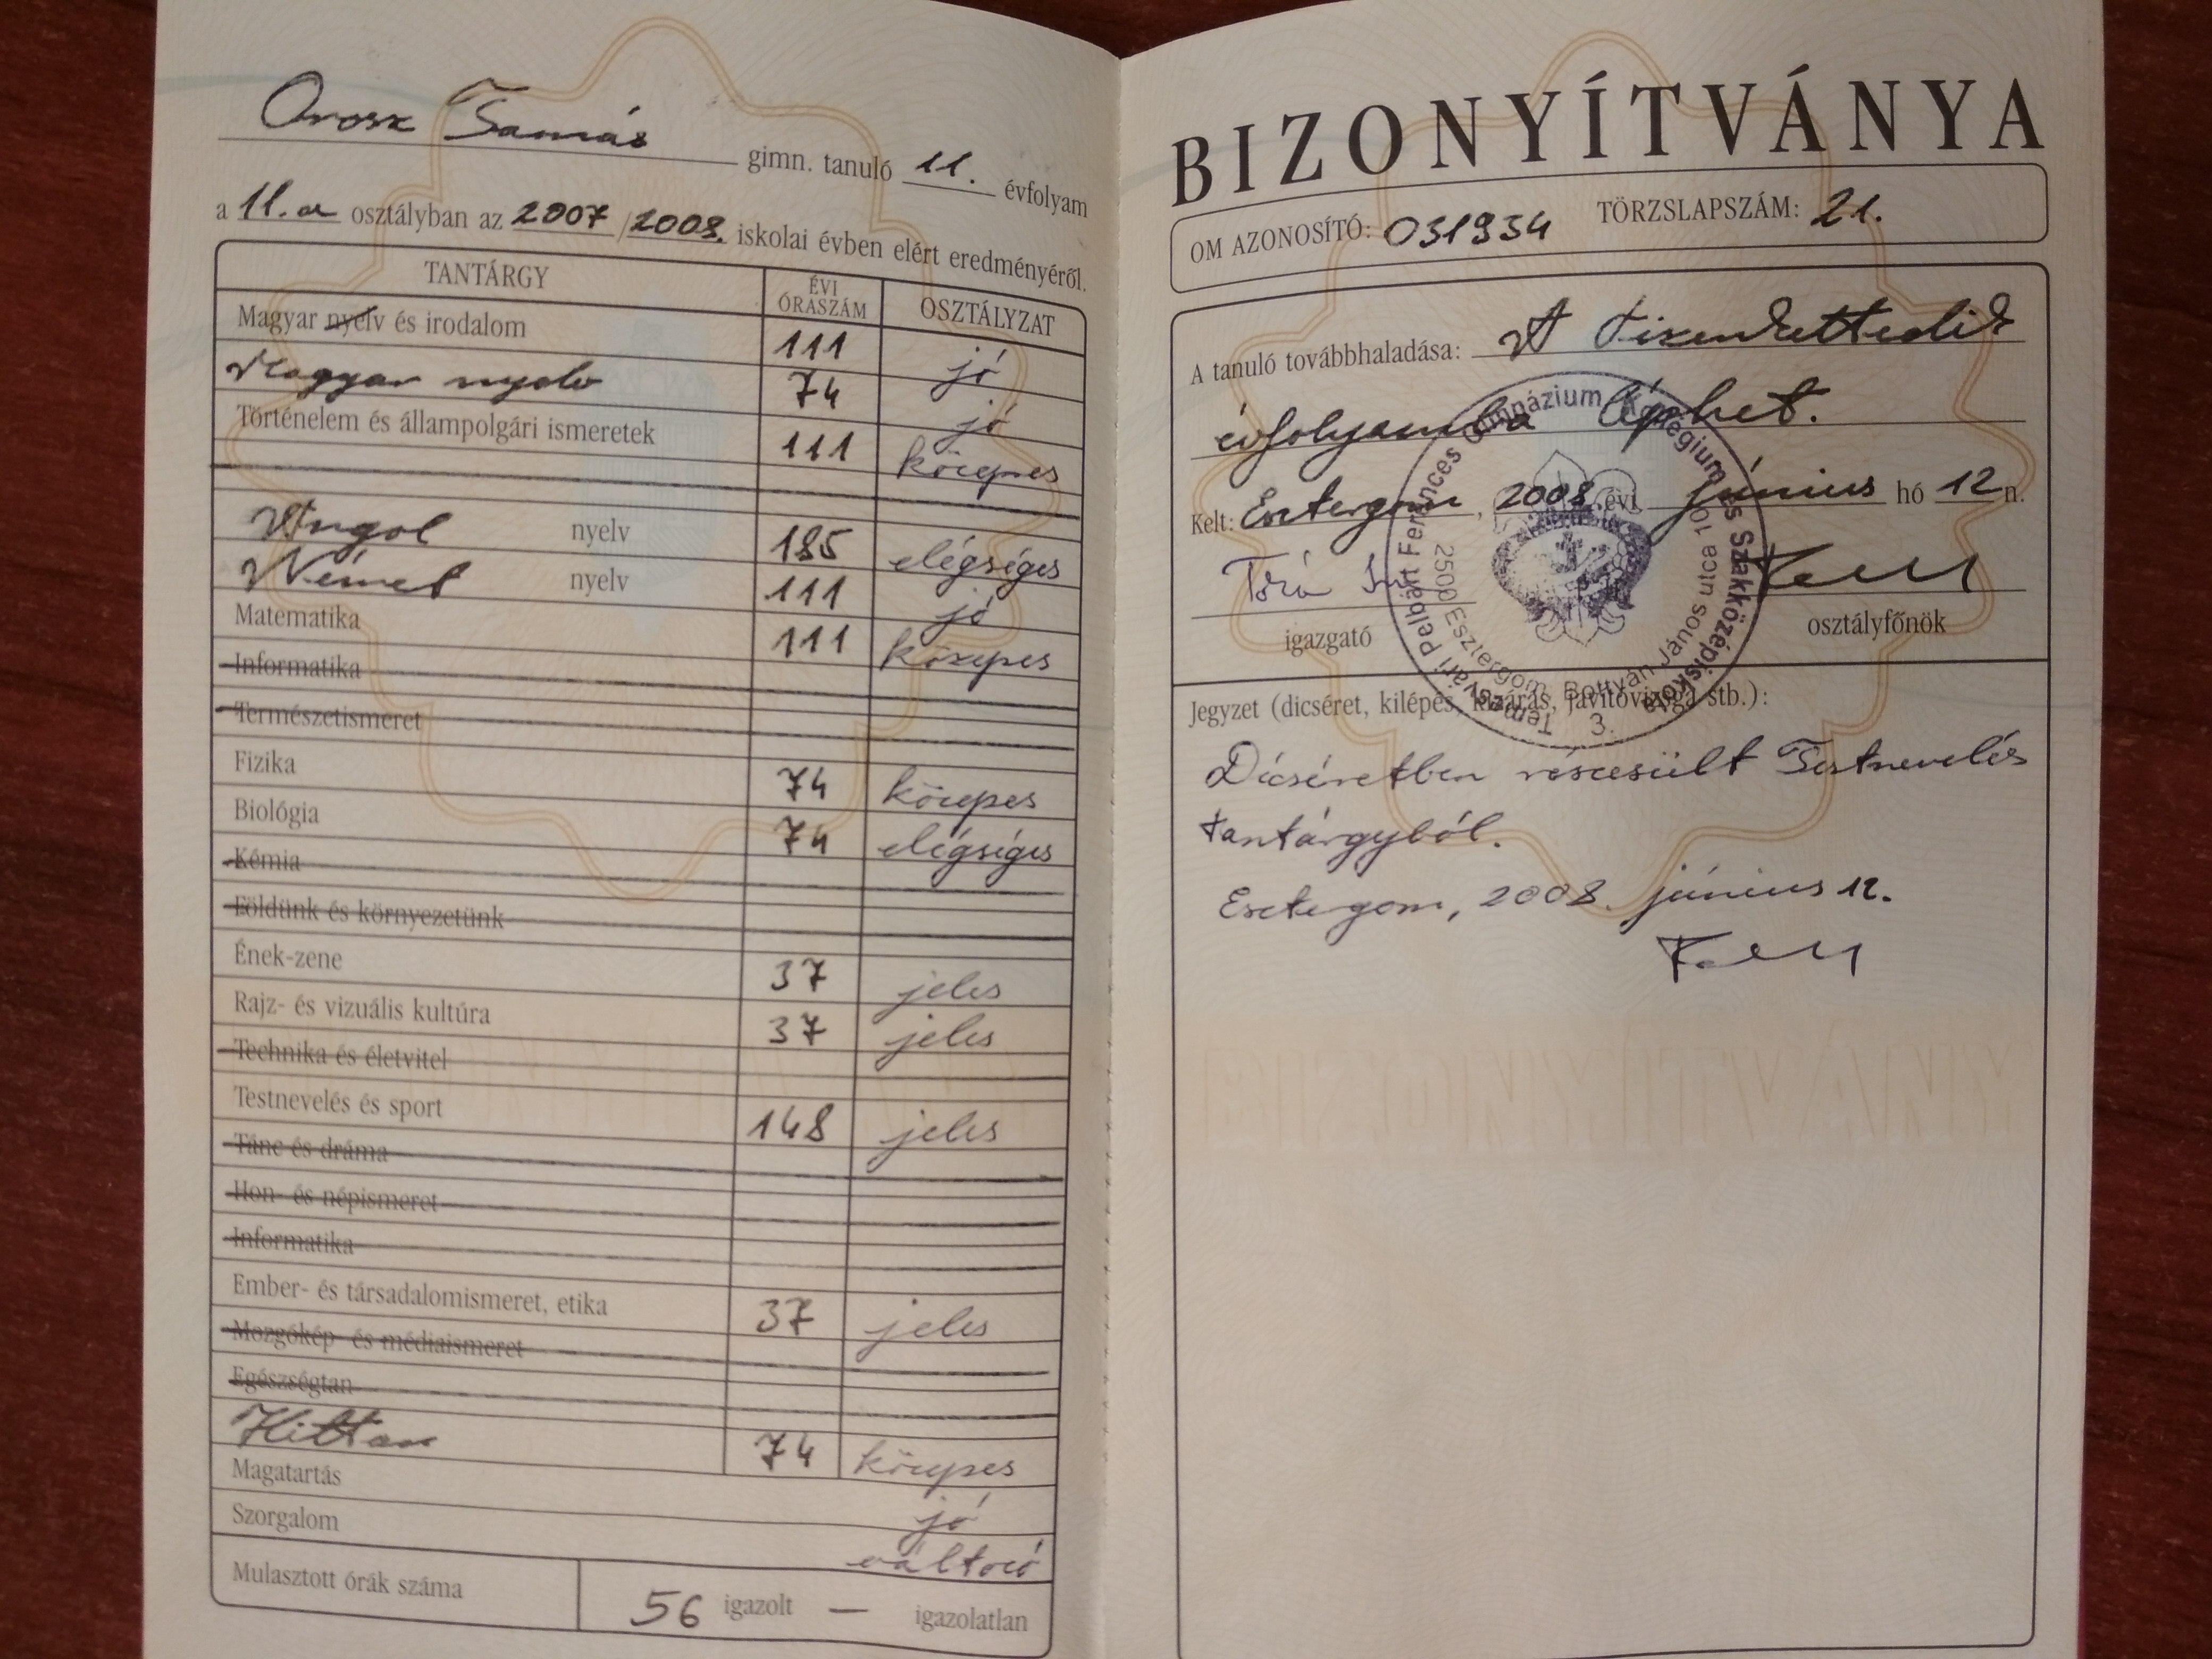 Orosz Tamás gimn. tanuló 11. évfolyam
a 11.a osztályban az 2007/2008. iskolai évben elért eredményéről.
TANTÁRGY ÉVI ÓRASZÁM OSZTÁLYZAT
Magyar nyelv és irodalom 111 jó
Magyar nyelv 74 jó
Történelem és állampolgári ismeretek 111 közepes
Angol nyelv 185 elégséges
Német nyelv 111 jó
Matematika 111 közepes
Informatika
Természetismeret
Fizika 74 közepes
Biológia 74 elégséges
Kémia
Földünk és környezetünk
Ének-zene 37 jeles
Rajz- és vizuális kultúra 37 jeles
Technika és életvitel
Testnevelés és sport 148 jeles
Tánc és dráma
Hon- és népismeret
Informatika
Ember- és társadalomismeret, etika 37 jeles
Mozgókép- és médiaismeret
Egészségtan
Hittan 74 közepes
Magatartás jó
Szorgalom változó
Mulasztott órák száma 56 igazolt — igazolatlan
BIZONYÍTVÁNYA
OM AZONOSÍTÓ: 031934 TÖRZSLAPSZÁM: 21.
A tanuló továbbhaladása: A tizenkettedik
évfolyamba léphet.
Kelt: Esztergom, 2008. évi június hó 12 n.
igazgató
osztályfőnök
Temesvári Pelbárt Ferences Gimnázium Kollégium és Szakközépiskola
2500 Esztergom, Bottyán János utca 10.
3.
Jegyzet (dicséret, kilépés, kizárás, javítóvizsga stb.):
Dicséretben részesült Testnevelés
tantárgyból.
Esztergom, 2008. június 12.